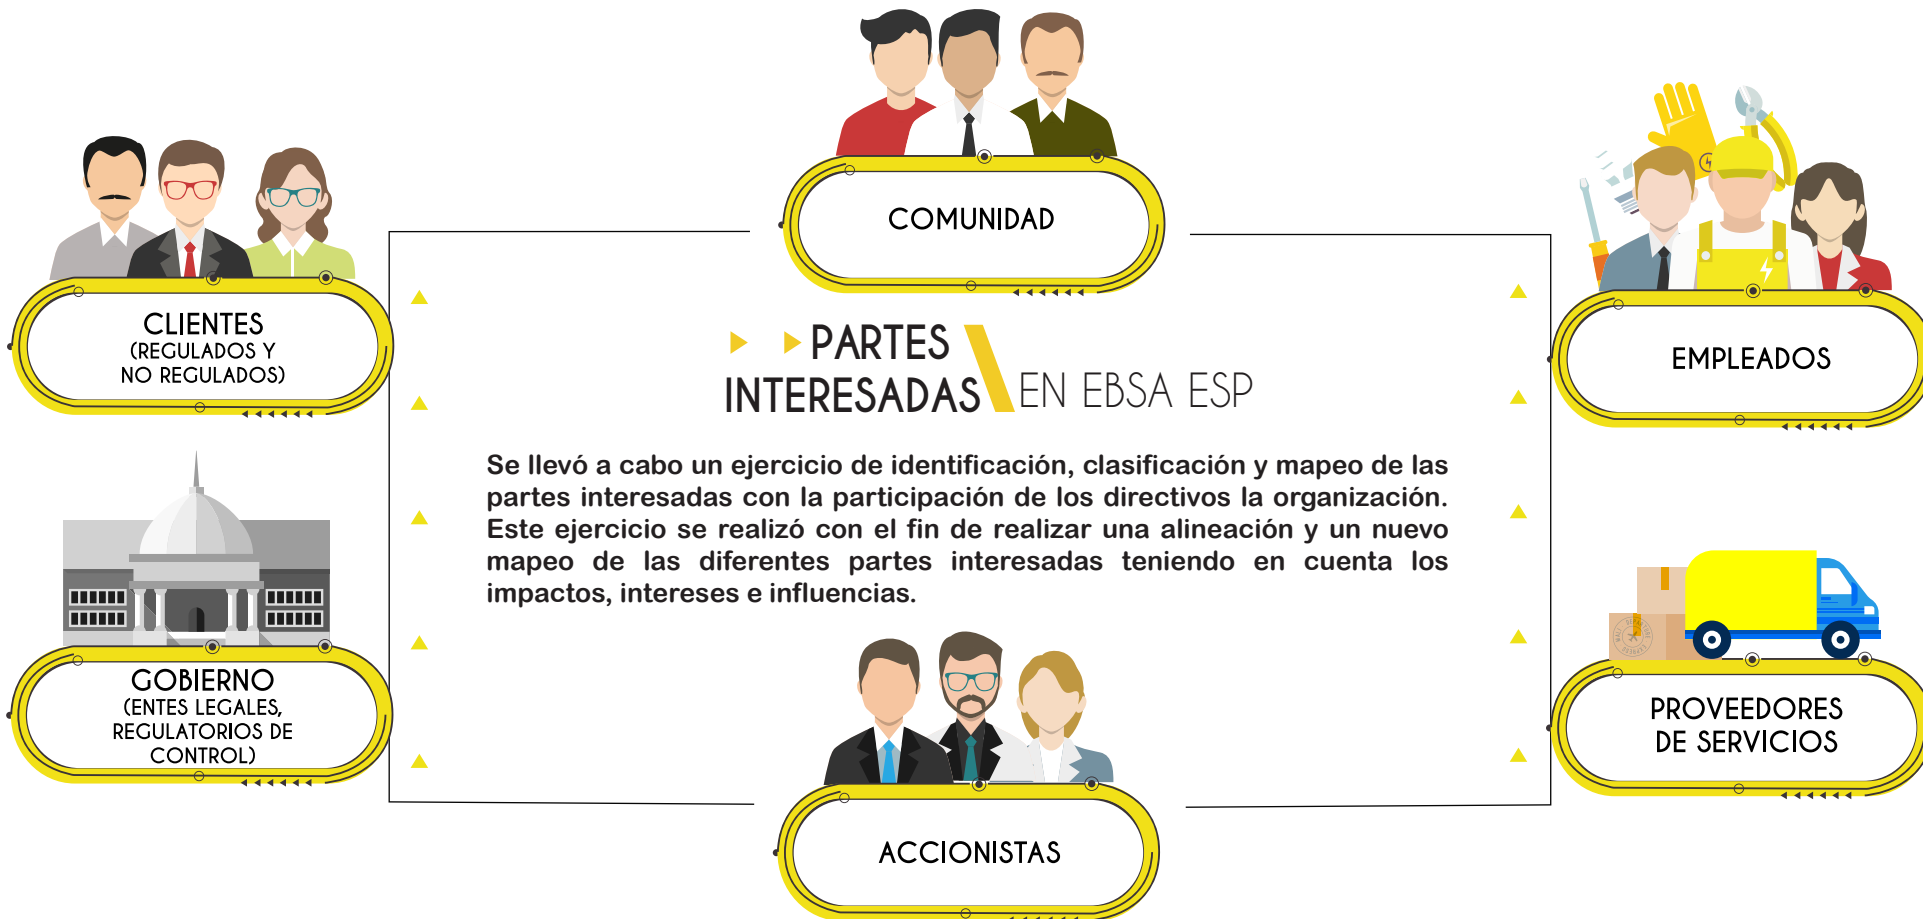 COMUNIDAD
CLIENTES
(REGULADOS Y
NO REGULADOS)
EMPLEADOS
PARTES
INTERESADAS EN EBSA ESP
Se llevó a cabo un ejercicio de identificación, clasificación y mapeo de las
partes interesadas con la participación de los directivos la organización.
Este ejercicio se realizó con el fin de realizar una alineación y un nuevo
mapeo de las diferentes partes interesadas teniendo en cuenta los
impactos, intereses e influencias.
GOBIERNO
(ENTES LEGALES,
REGULATORIOS DE
CONTROL)
PROVEEDORES
DE SERVICIOS
ACCIONISTAS